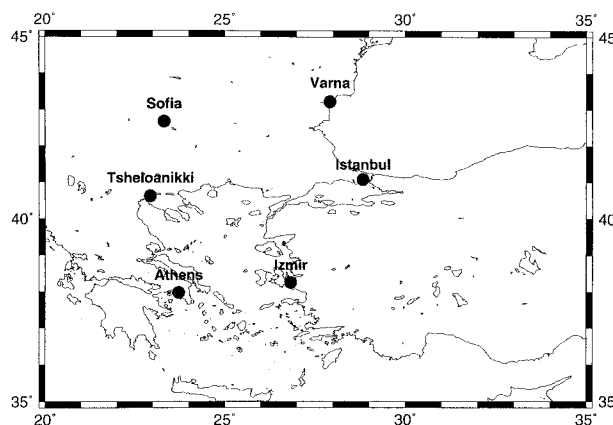 20° 25° 30° 35°
45° 45
Varna
Sofia
Istanbul
Tsheloanikki
40° 40
Izmir
Athens
35° 35
20° 25° 30° 35°